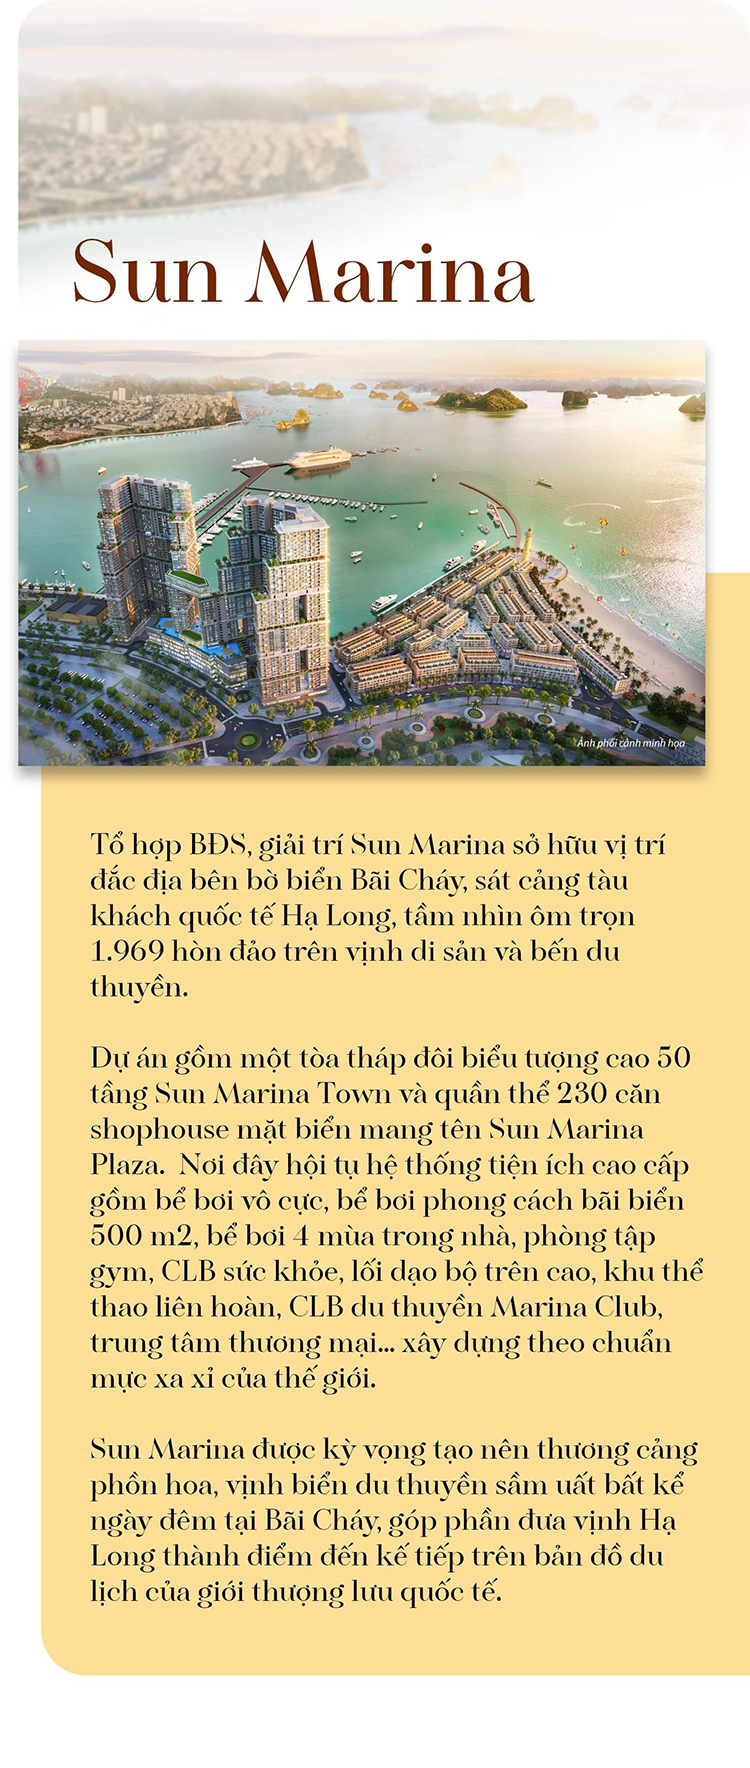 Sun Marina
Ảnh phối cảnh minh họa
Tổ hợp BĐS, giải trí Sun Marina sở hữu vị trí
đắc địa bên bờ biển Bãi Cháy, sát cảng tàu
khách quốc tế Hạ Long, tầm nhìn ôm trọn
1.969 hòn đảo trên vịnh di sản và bến du
thuyền.
Dự án gồm một tòa tháp đôi biểu tượng cao 50
tầng Sun Marina Town và quần thể 230 căn
shophouse mặt biển mang tên Sun Marina
Plaza.  Nơi đây hội tụ hệ thống tiện ích cao cấp
gồm bể bơi vô cực, bể bơi phong cách bãi biển
500 m2, bể bơi 4 mùa trong nhà, phòng tập
gym, CLB sức khỏe, lối dạo bộ trên cao, khu thể
thao liên hoàn, CLB du thuyền Marina Club,
trung tâm thương mại... xây dựng theo chuẩn
mực xa xỉ của thế giới.
Sun Marina được kỳ vọng tạo nên thương cảng
phồn hoa, vịnh biển du thuyền sầm uất bất kể
ngày đêm tại Bãi Cháy, góp phần đưa vịnh Hạ
Long thành điểm đến kế tiếp trên bản đồ du
lịch của giới thượng lưu quốc tế.